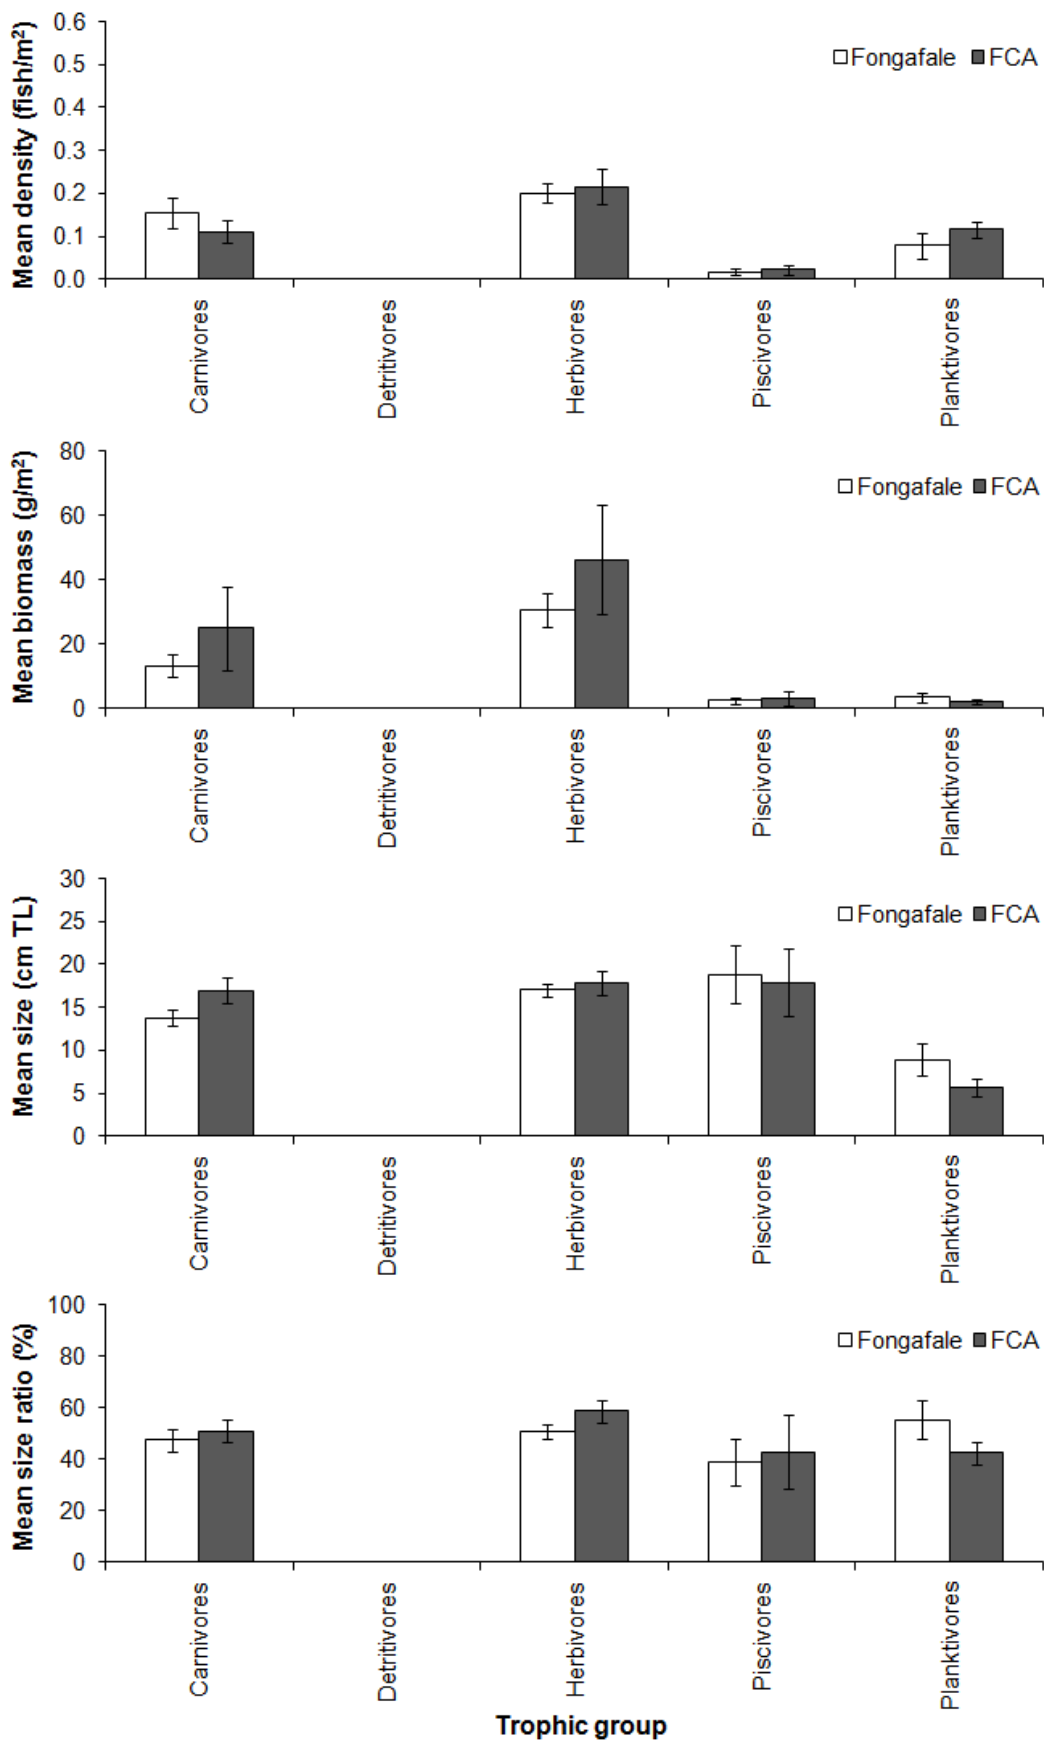 Mean density (fish/m²)
0.6
0.5
0.4
0.3
0.2
0.1
0.0
Fongafale FCA
Carnivores
Detritivores
Herbivores
Piscivores
Planktivores
Mean biomass (g/m²)
80
60
40
20
0
Fongafale FCA
Carnivores
Detritivores
Herbivores
Piscivores
Planktivores
Mean size (cm TL)
30
25
20
15
10
5
0
Fongafale FCA
Carnivores
Detritivores
Herbivores
Piscivores
Planktivores
Mean size ratio (%)
100
80
60
40
20
0
Fongafale FCA
Carnivores
Detritivores
Herbivores
Piscivores
Planktivores
Trophic group